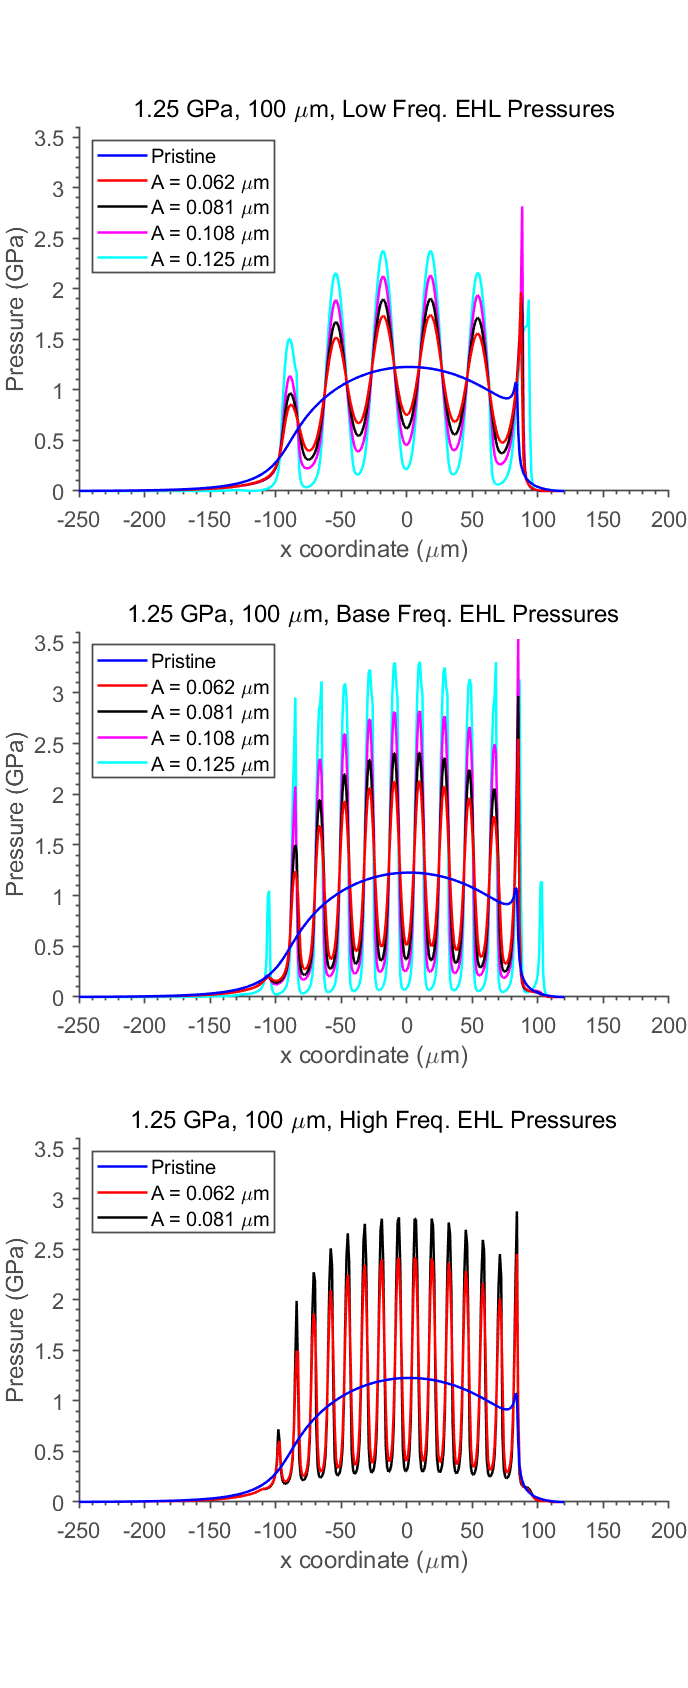 1.25 GPa, 100 μm, Low Freq. EHL Pressures
3.5
3
2.5
2
1.5
1
0.5
0
Pressure (GPa)
Pristine
A = 0.062 μm
A = 0.081 μm
A = 0.108 μm
A = 0.125 μm
-250 -200 -150 -100 -50 0 50 100 150 200
x coordinate (μm)
1.25 GPa, 100 μm, Base Freq. EHL Pressures
3.5
3
2.5
2
1.5
1
0.5
0
Pressure (GPa)
Pristine
A = 0.062 μm
A = 0.081 μm
A = 0.108 μm
A = 0.125 μm
-250 -200 -150 -100 -50 0 50 100 150 200
x coordinate (μm)
1.25 GPa, 100 μm, High Freq. EHL Pressures
3.5
3
2.5
2
1.5
1
0.5
0
Pressure (GPa)
Pristine
A = 0.062 μm
A = 0.081 μm
-250 -200 -150 -100 -50 0 50 100 150 200
x coordinate (μm)